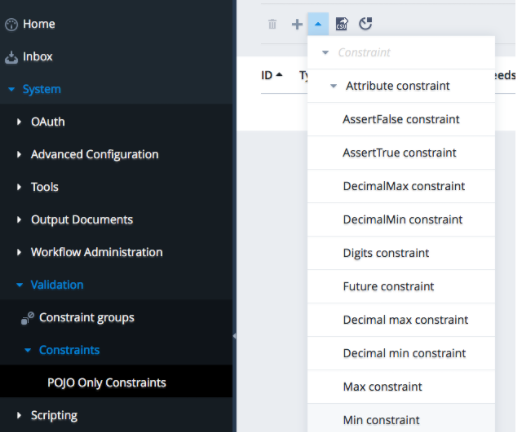 Home
Inbox
System
OAuth
Advanced Configuration
Tools
Output Documents
Workflow Administration
Validation
Constraint groups
Constraints
POJO Only Constraints
Scripting
CSV
ID
Constraint
Attribute constraint
AssertFalse constraint
AssertTrue constraint
DecimalMax constraint
DecimalMin constraint
Digits constraint
Future constraint
Decimal max constraint
Decimal min constraint
Max constraint
Min constraint